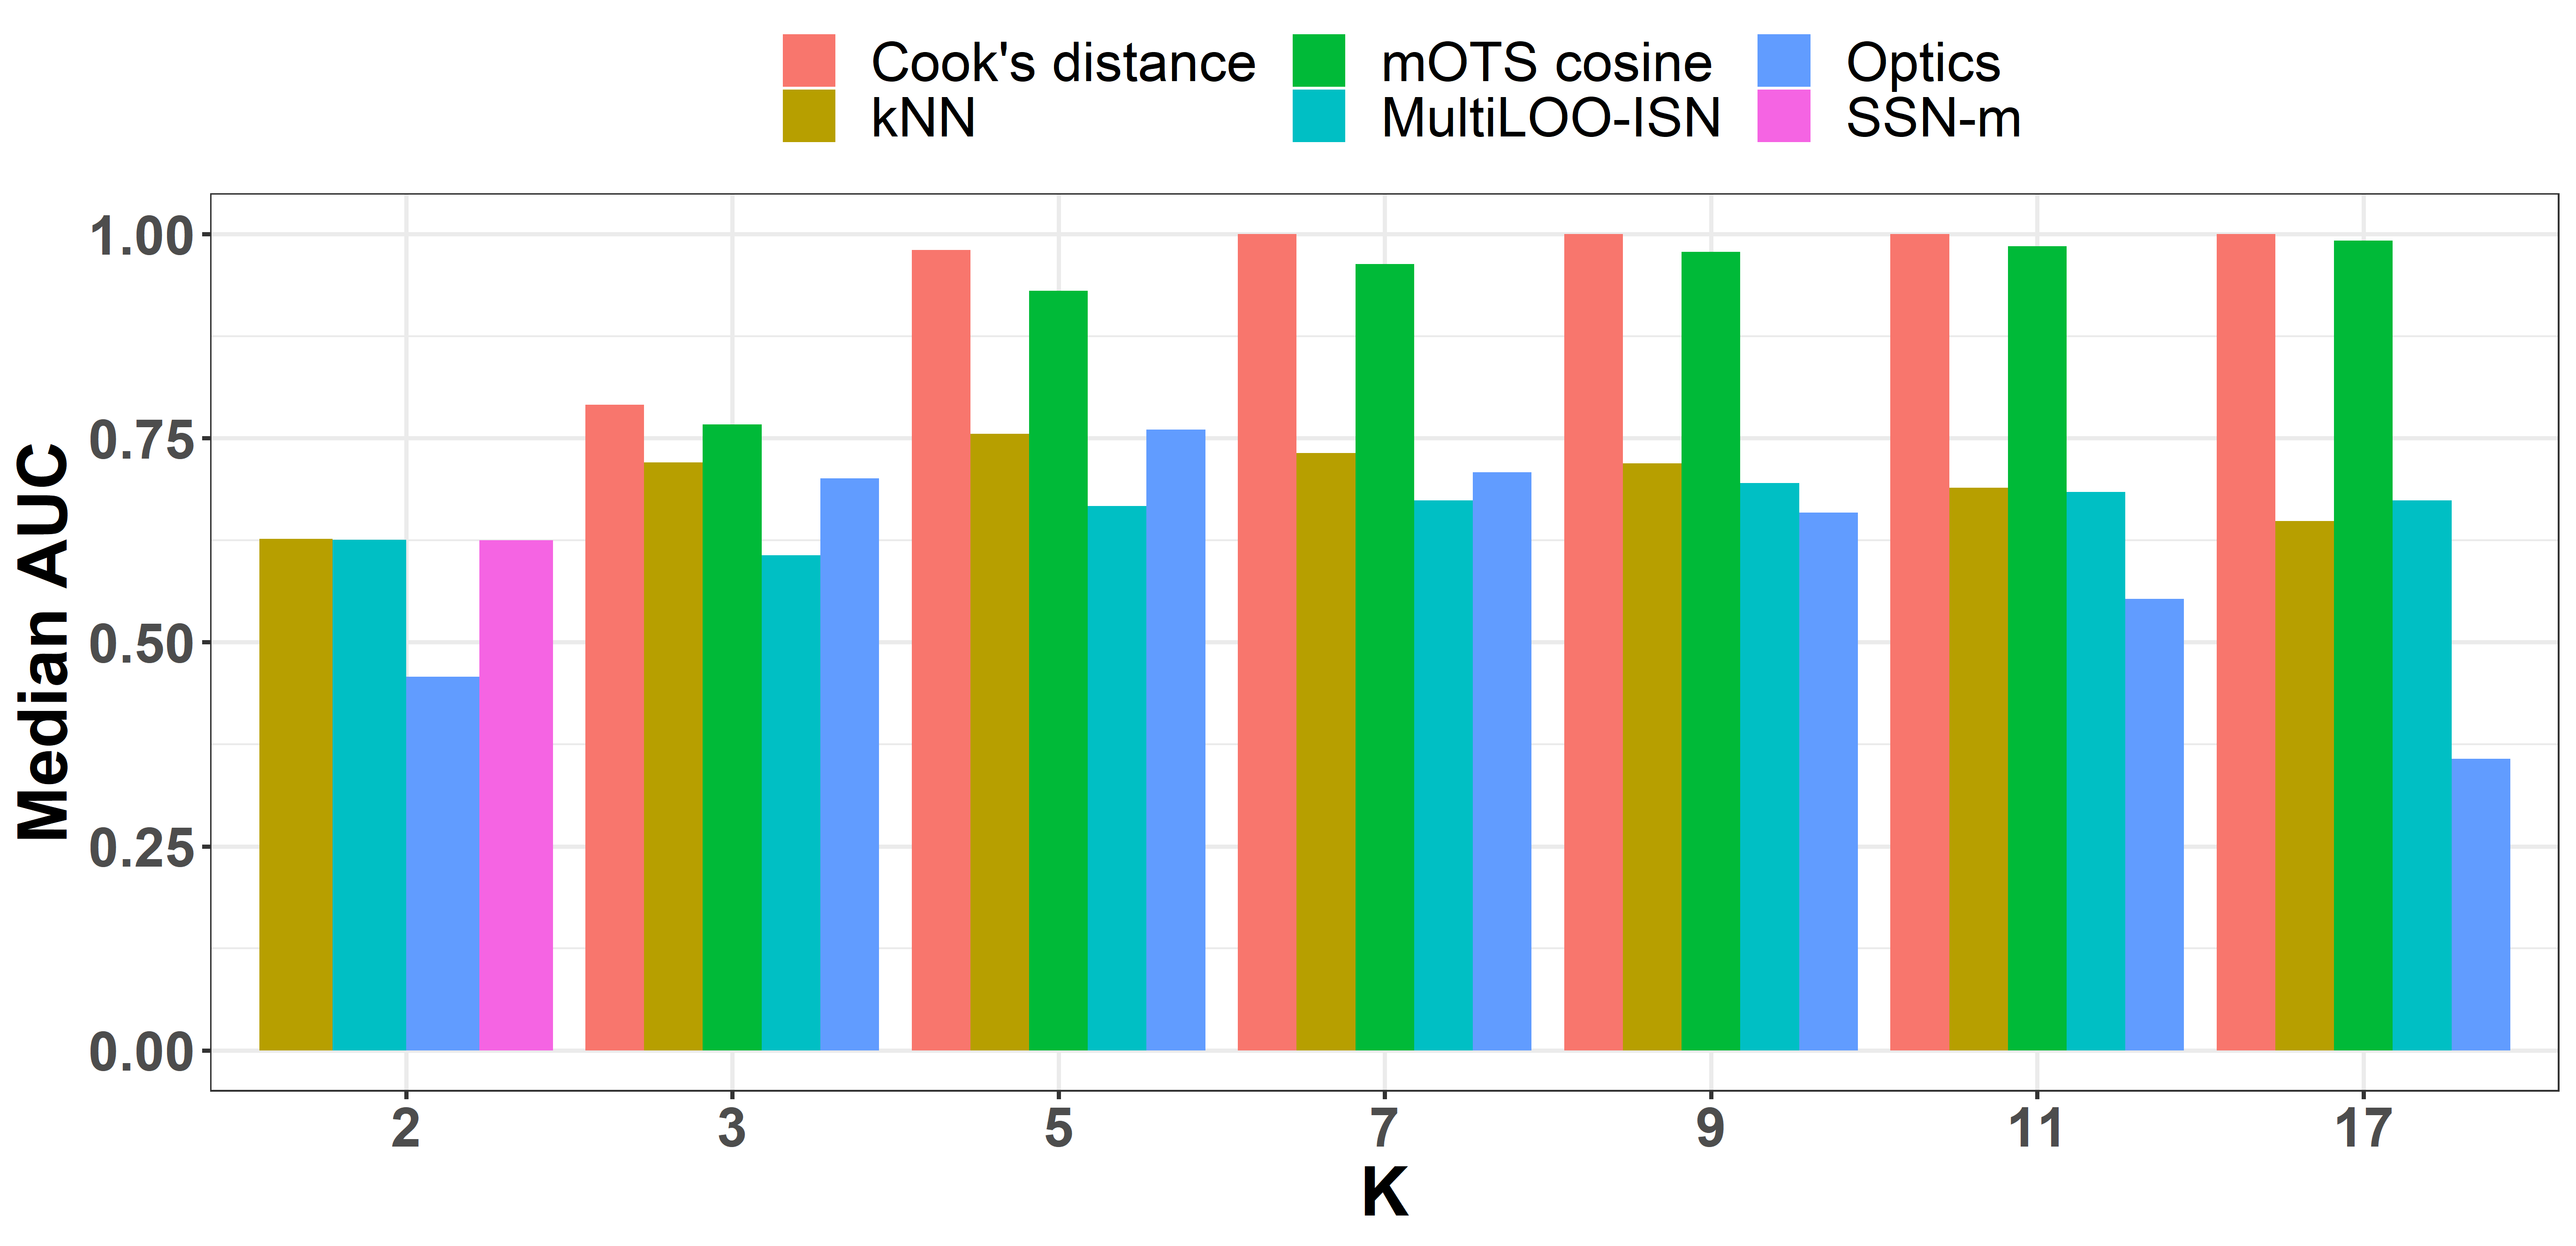 Cook's distance mOTS cosine Optics
kNN MultiLOO-ISN SSN-m
Median AUC
1.00
0.75
0.50
0.25
0.00
2 3 5 7 9 11 17
K